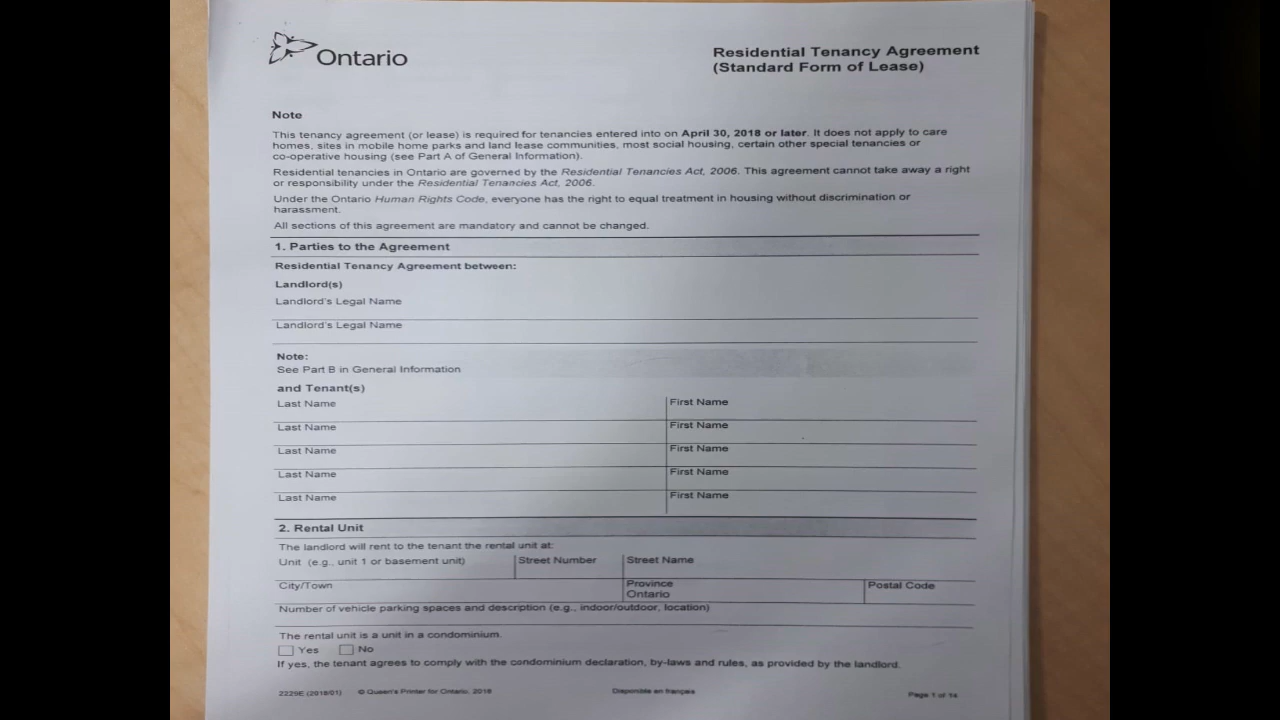 Ontario
Residential Tenancy Agreement
(Standard Form of Lease)
Note
This tenancy agreement (or lease) is required for tenancies entered into on April 30, 2018 or later. It does not apply to care
homes, sites in mobile home parks and land lease communities, most social housing, certain other special tenancies or
co-operative housing (see Part A of General Information).
Residential tenancies in Ontario are governed by the Residential Tenancies Act, 2006. This agreement cannot take away a right
or responsibility under the Residential Tenancies Act, 2006.
Under the Ontario Human Rights Code, everyone has the right to equal treatment in housing without discrimination or
harassment.
All sections of this agreement are mandatory and cannot be changed.
1. Parties to the Agreement
Residential Tenancy Agreement between:
Landlord(s)
Landlord's Legal Name
Landlord's Legal Name
Note:
See Part B in General Information
and Tenant(s)
Last Name First Name
Last Name First Name
Last Name First Name
Last Name First Name
Last Name First Name
2. Rental Unit
The landlord will rent to the tenant the rental unit at:
Unit (e.g., unit 1 or basement unit) Street Number Street Name
City/Town Province Postal Code
Ontario
Number of vehicle parking spaces and description (e.g., indoor/outdoor, location)
The rental unit is a unit in a condominium.
Yes No
If yes, the tenant agrees to comply with the condominium declaration, by-laws and rules, as provided by the landlord.
2229E (2018/01) © Queen's Printer for Ontario, 2018 Disponible en français Page 1 of 14